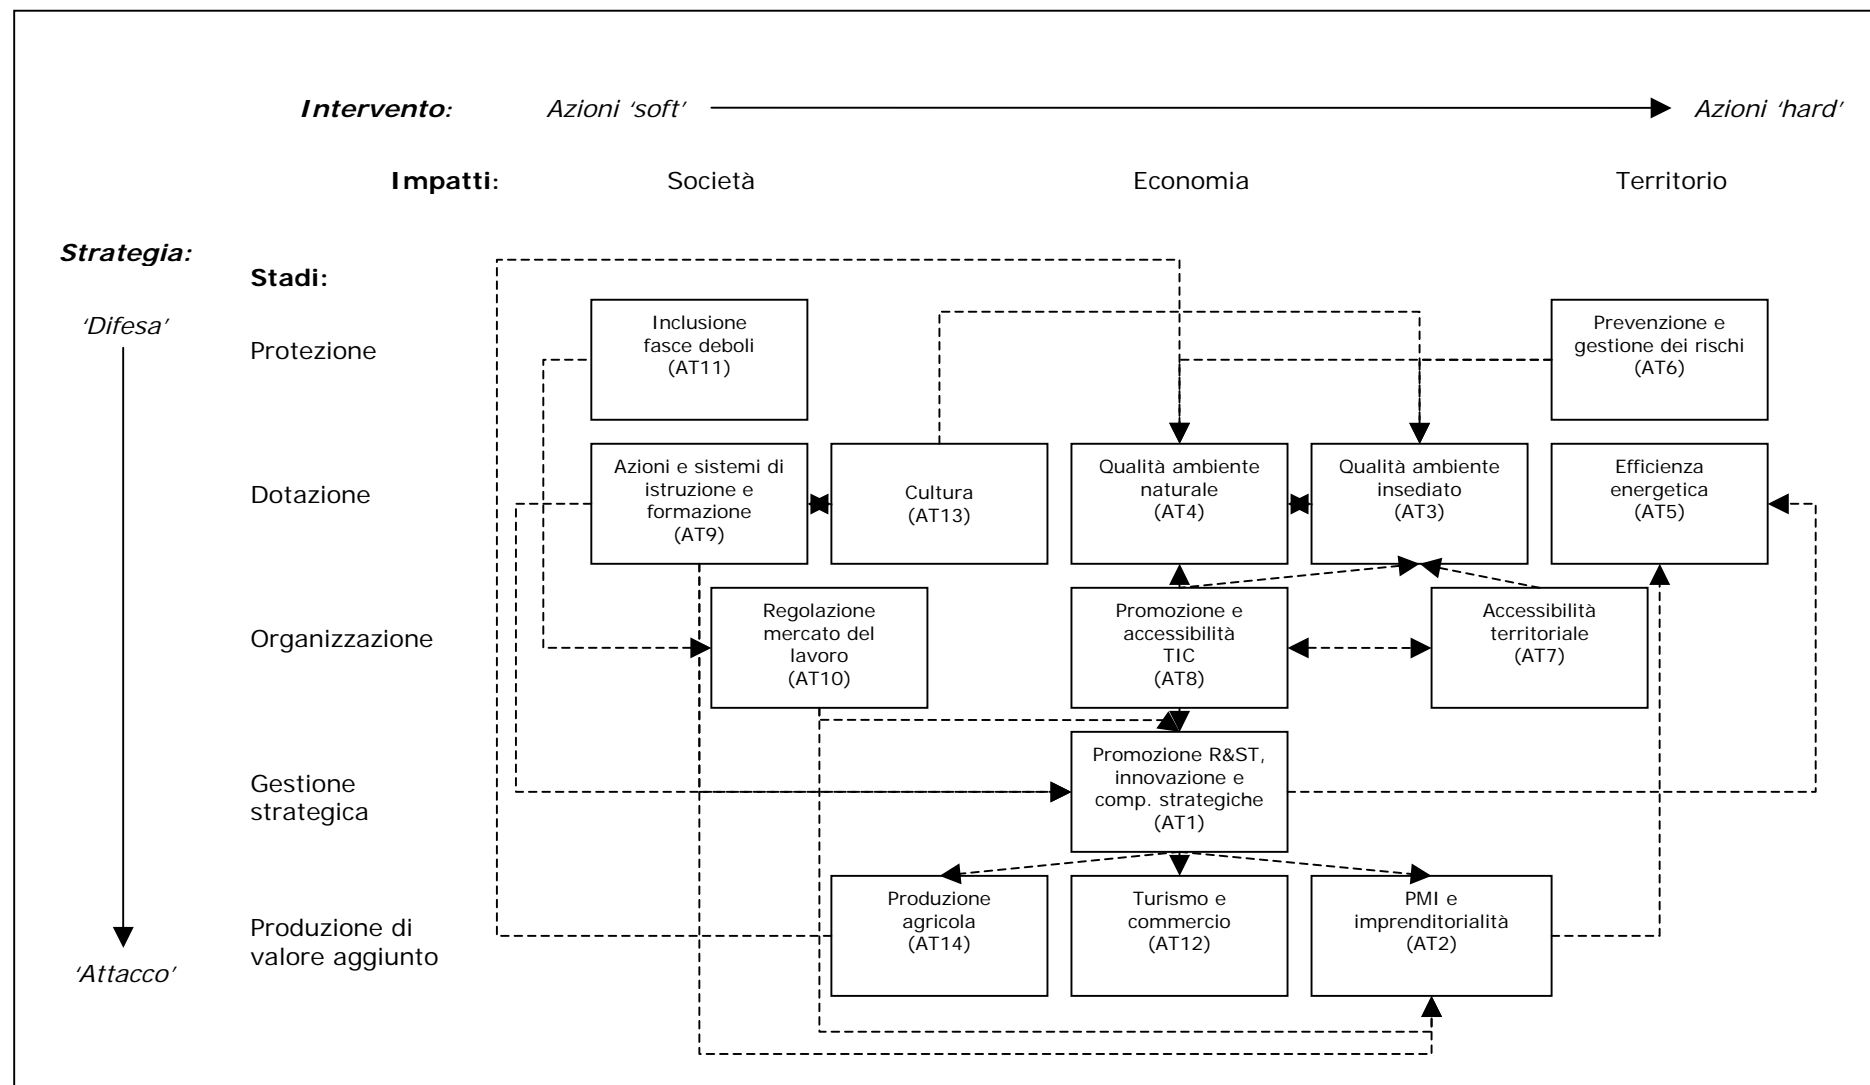 Intervento: Azioni ‘soft’ Azioni ‘hard’
Impatti: Società Economia Territorio
Strategia:
Stadi:
‘Difesa’
Protezione
Inclusione
fasce deboli
(AT11)
Prevenzione e
gestione dei rischi
(AT6)
Dotazione
Azioni e sistemi di
istruzione e
formazione
(AT9)
Cultura
(AT13)
Qualità ambiente
naturale
(AT4)
Qualità ambiente
insediato
(AT3)
Efficienza
energetica
(AT5)
Organizzazione
Regolazione
mercato del
lavoro
(AT10)
Promozione e
accessibilità
TIC
(AT8)
Accessibilità
territoriale
(AT7)
Gestione
strategica
Promozione R&ST,
innovazione e
comp. strategiche
(AT1)
Produzione di
valore aggiunto
Produzione
agricola
(AT14)
Turismo e
commercio
(AT12)
PMI e
imprenditorialità
(AT2)
‘Attacco’